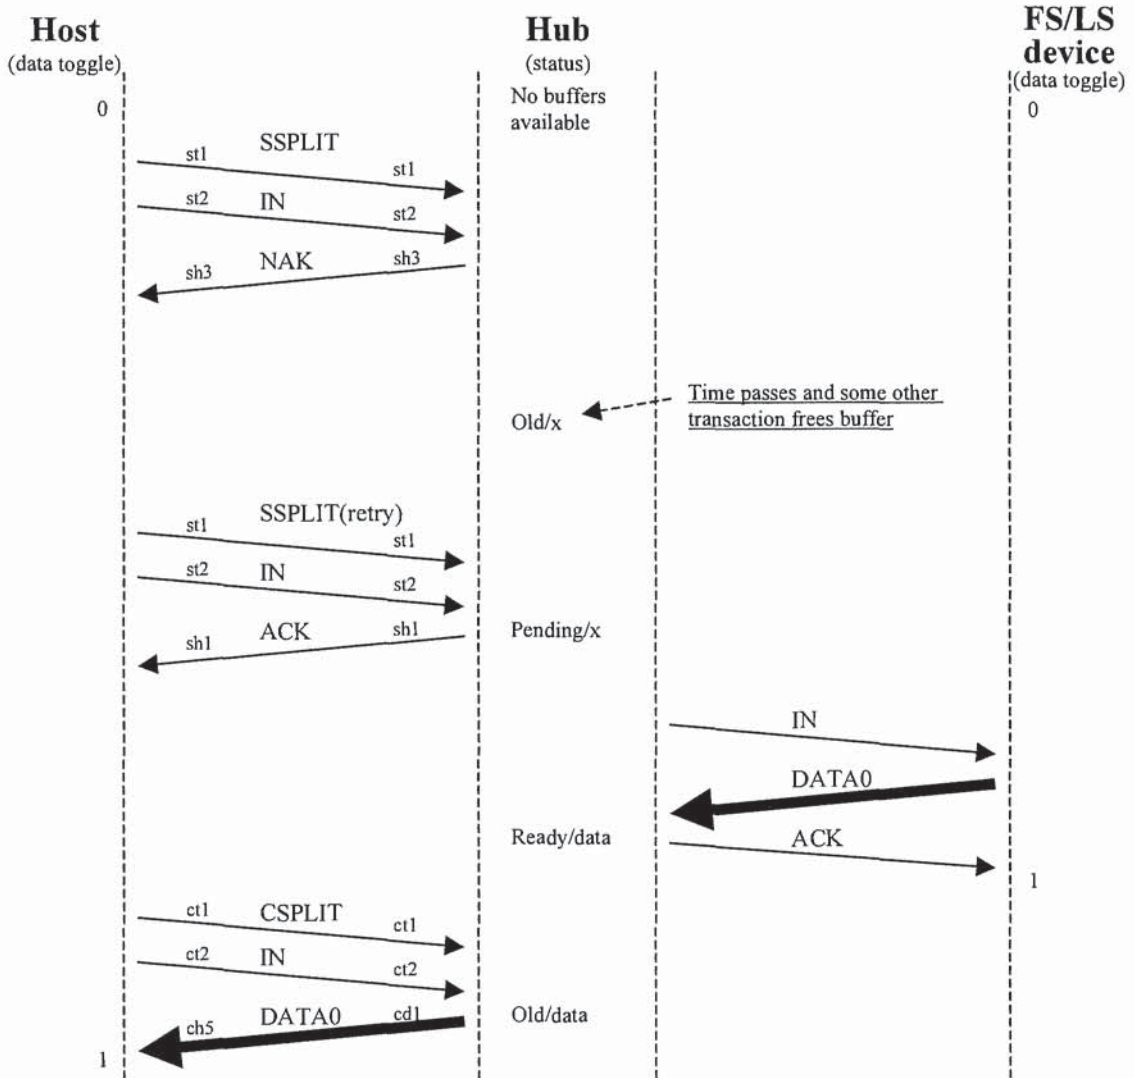 Host
(data toggle)
0
Hub
(status)
No buffers
available
FS/LS
device
(data toggle)
0
SSPLIT
st1
st1
st2
IN
st2
NAK
sh3
sh3
Time passes and some other
transaction frees buffer
Old/x
SSPLIT(retry)
st1
st1
st2
IN
st2
ACK
sh1
sh1
Pending/x
IN
DATA0
Ready/data
ACK
1
ct1
CSPLIT
ct1
ct2
IN
ct2
DATA0
cd1
ch5
Old/data
1